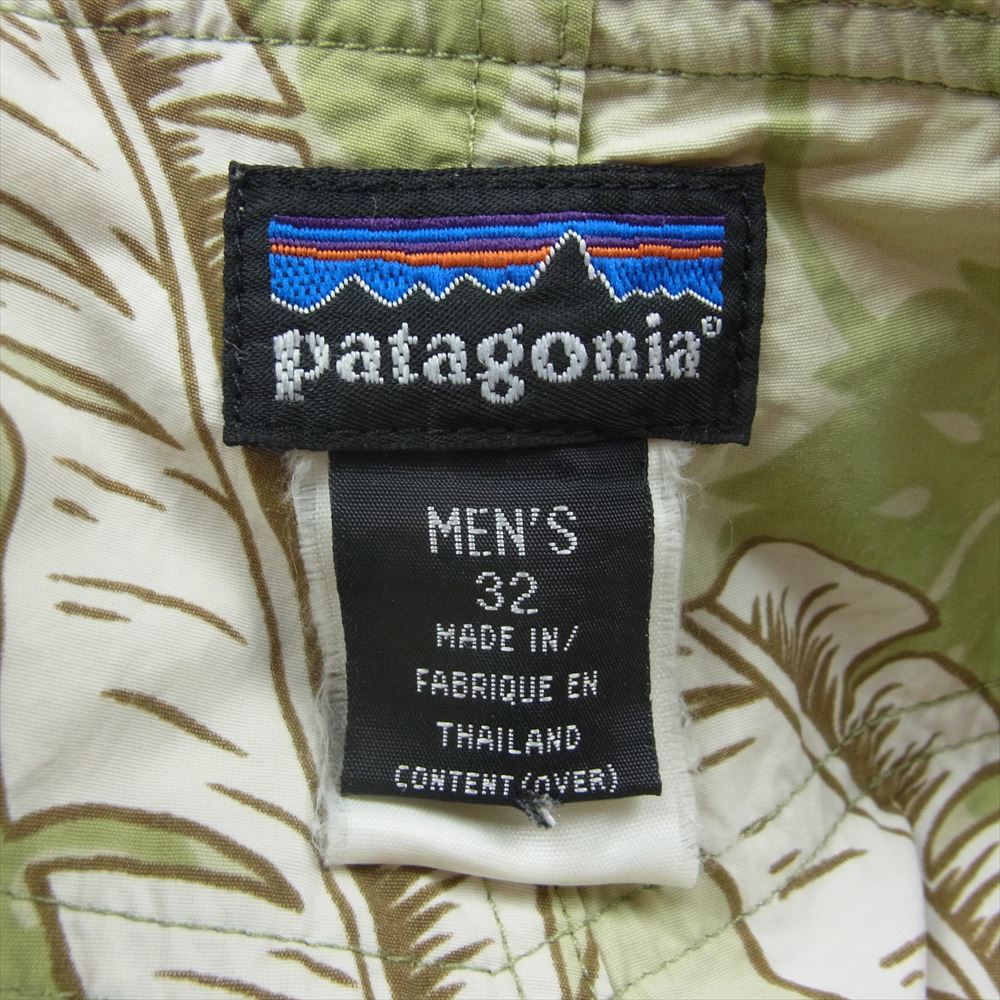 patagonia®
MEN'S
32
MADE IN/
FABRIQUE EN
THAILAND
CONTENT (OVER)